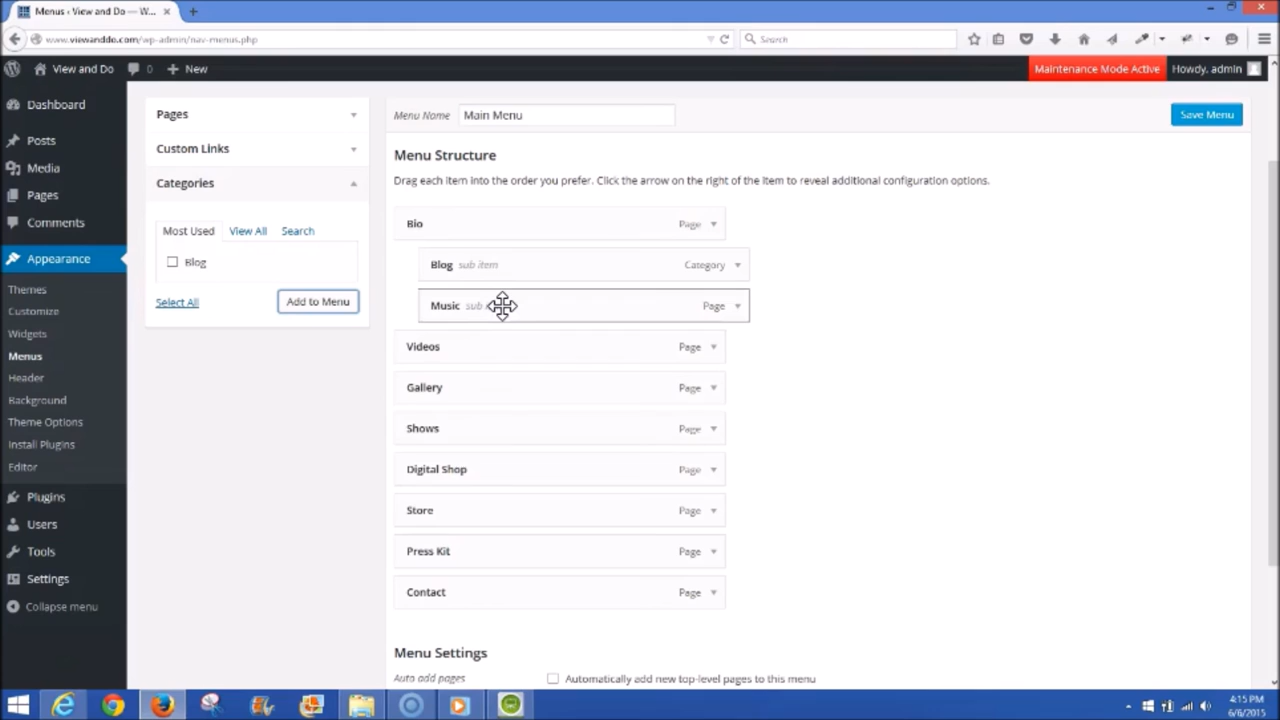 Menus ‹ View and Do — W...
www.viewanddo.com/wp-admin/nav-menus.php
Search
View and Do
0
New
Maintenance Mode Active
Howdy, admin
Dashboard
Posts
Media
Pages
Comments
Appearance
Themes
Customize
Widgets
Menus
Header
Background
Theme Options
Install Plugins
Editor
Plugins
Users
Tools
Settings
Collapse menu
Pages
Custom Links
Categories
Most Used View All Search
Blog
Select All
Add to Menu
Menu Name Main Menu
Save Menu
Menu Structure
Drag each item into the order you prefer. Click the arrow on the right of the item to reveal additional configuration options.
Bio Page
Blog sub item Category
Music sub Page
Videos Page
Gallery Page
Shows Page
Digital Shop Page
Store Page
Press Kit Page
Contact Page
Menu Settings
Auto add pages Automatically add new top-level pages to this menu
4:15 PM
6/6/2015